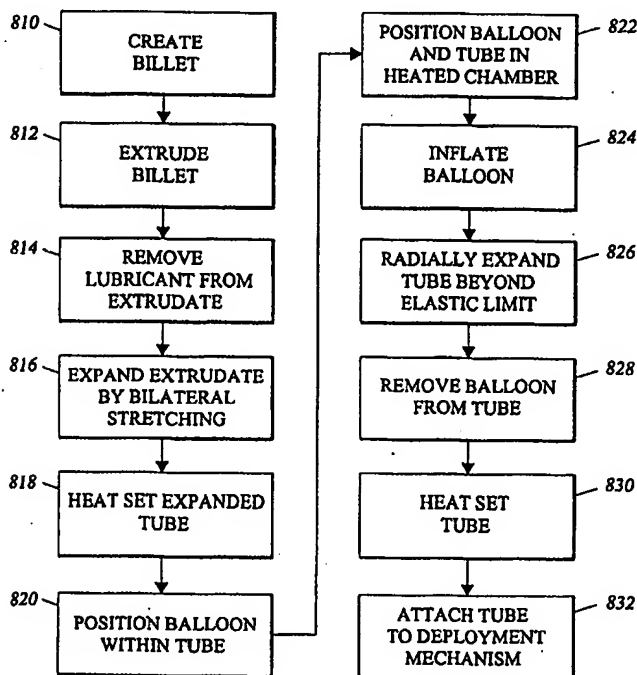 810
CREATE
BILLET
812
EXTRUDE
BILLET
814
REMOVE
LUBRICANT FROM
EXTRUDATE
816
EXPAND EXTRUDATE
BY BILATERAL
STRETCHING
818
HEAT SET EXPANDED
TUBE
820
POSITION BALLOON
WITHIN TUBE
822
POSITION BALLOON
AND TUBE IN
HEATED CHAMBER
824
INFLATE
BALLOON
826
RADIALLY EXPAND
TUBE BEYOND
ELASTIC LIMIT
828
REMOVE BALLOON
FROM TUBE
830
HEAT SET
TUBE
832
ATTACH TUBE
TO DEPLOYMENT
MECHANISM